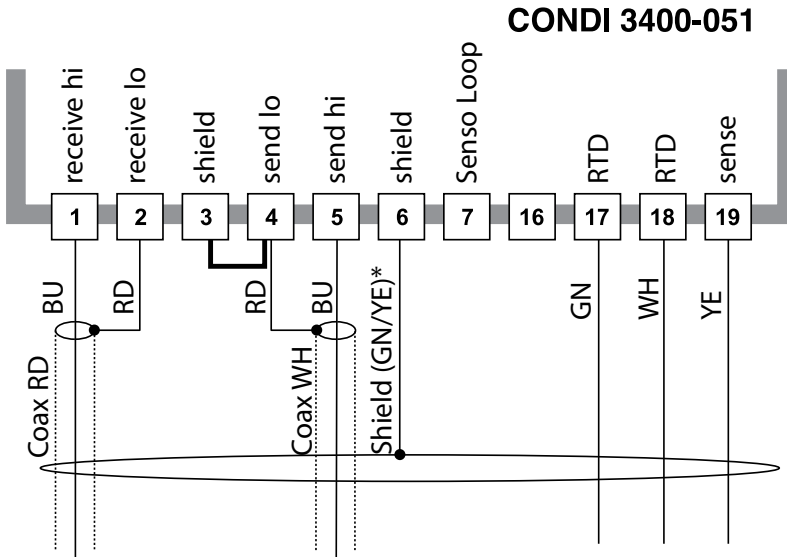 CONDI 3400-051
receive hi
receive lo
shield
send lo
send hi
shield
Senso Loop
RTD
RTD
sense
1
2
3
4
5
6
7
16
17
18
19
BU
RD
RD
BU
Shield (GN/YE)*
GN
WH
YE
Coax RD
Coax WH